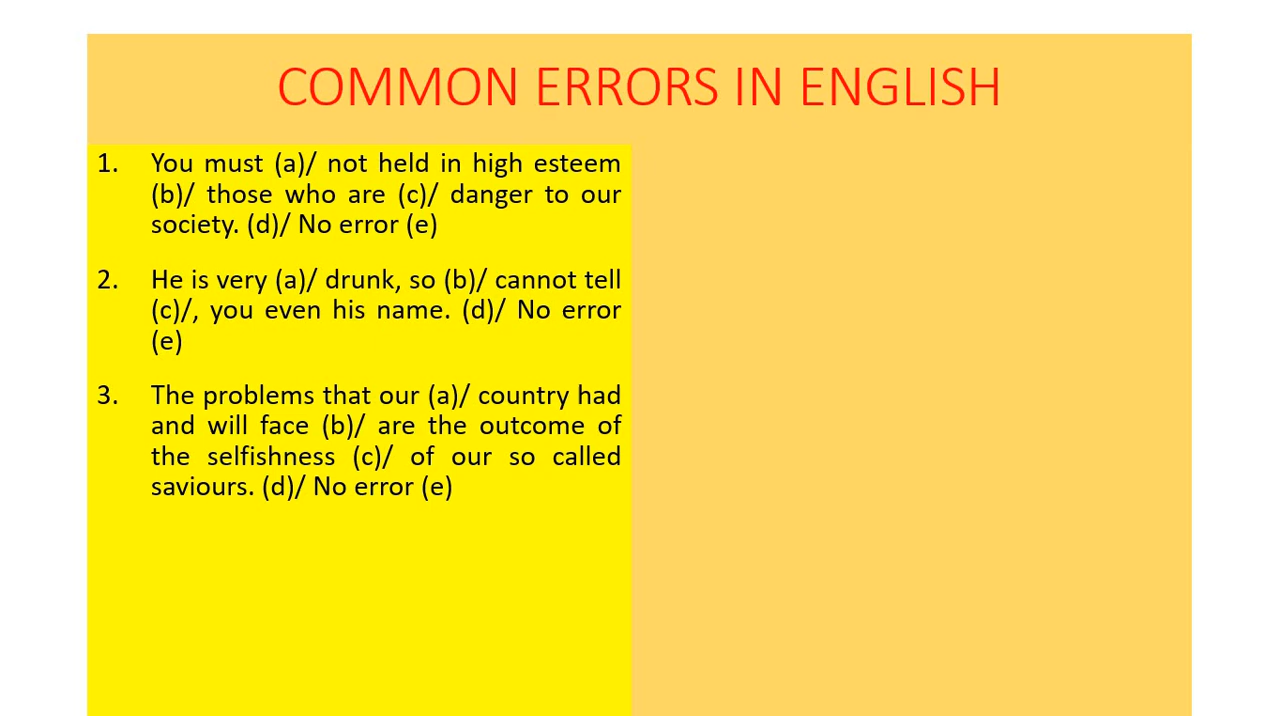 COMMON ERRORS IN ENGLISH
1. You must (a)/ not held in high esteem
(b)/ those who are (c)/ danger to our
society. (d)/ No error (e)
2. He is very (a)/ drunk, so (b)/ cannot tell
(c)/, you even his name. (d)/ No error
(e)
3. The problems that our (a)/ country had
and will face (b)/ are the outcome of
the selfishness (c)/ of our so called
saviours. (d)/ No error (e)